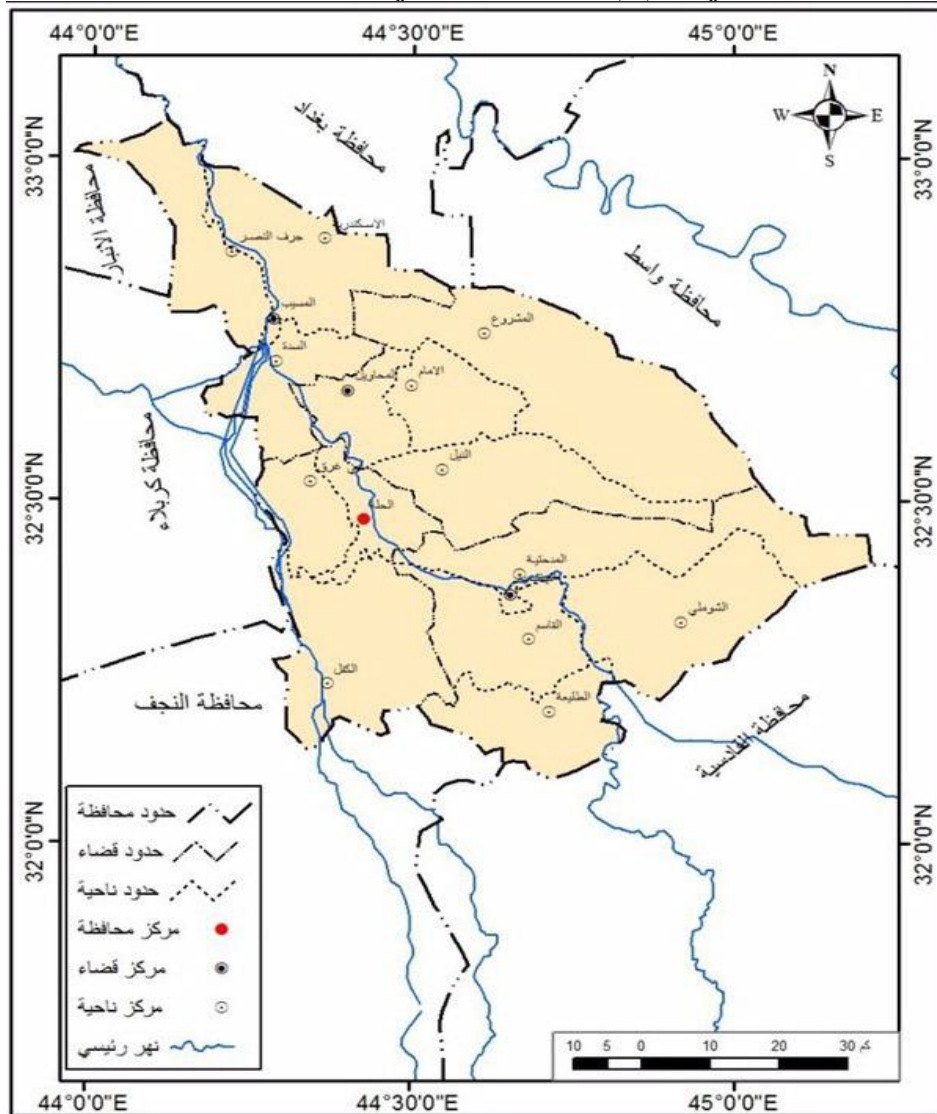 44°0'0"E
44°30'0"E
45°0'0"E
N
W
E
S
33°0'0"N
33°0'0"N
محافظة بغداد
محافظة الانبار
جرف النصر
محافظة واسط
المسيب
المشروع
السدة
الامام
المحاويل
محافظة كربلاء
النيل
32°30'0"N
32°30'0"N
المدحتية
الشوملي
القاسم
الكفل
الطليعة
محافظة النجف
محافظة القادسية
32°0'0"N
32°0'0"N
حدود محافظة
حدود قضاء
حدود ناحية
مركز محافظة
مركز قضاء
مركز ناحية
نهر رئيسي
10 5 0 10 20 30 كم
44°0'0"E
44°30'0"E
45°0'0"E